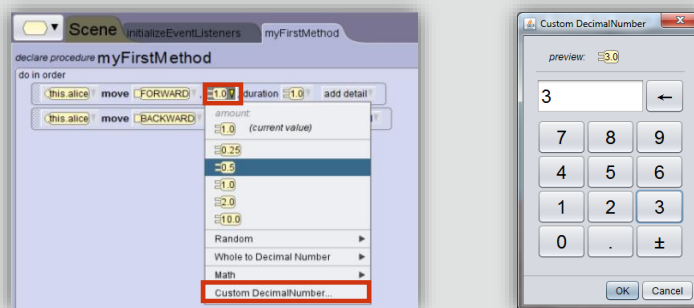 Scene initializeEventListeners myFirstMethod
declare procedure myFirstMethod
do in order
this.alice move FORWARD , 1.0 duration 1.0 add detail
this.alice move BACKWARD
amount:
1.0 (current value)
0.25
0.5
1.0
2.0
10.0
Random
Whole to Decimal Number
Math
Custom DecimalNumber...
Custom DecimalNumber
preview: 3.0
3 ←
7 8 9
4 5 6
1 2 3
0 . ±
OK Cancel